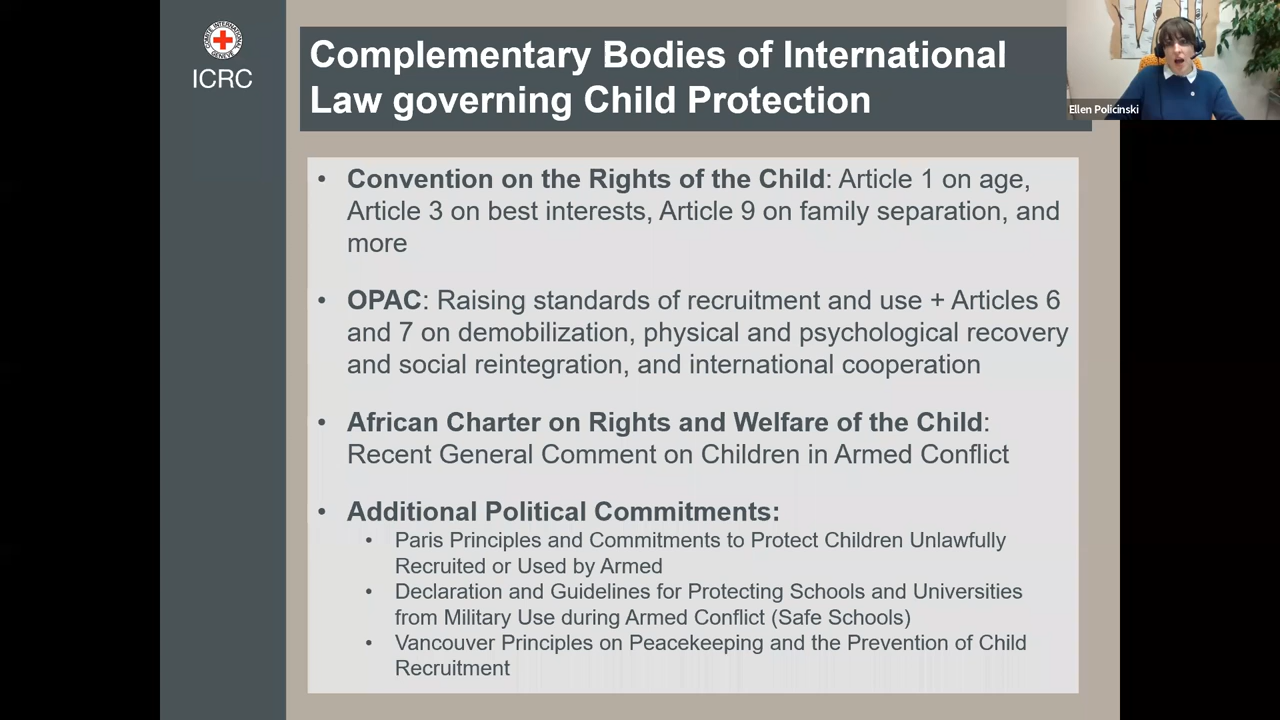 COMITE INTERNATIONAL GENEVE
ICRC
Complementary Bodies of International
Law governing Child Protection
Ellen Policinski
• Convention on the Rights of the Child: Article 1 on age,
Article 3 on best interests, Article 9 on family separation, and
more
• OPAC: Raising standards of recruitment and use + Articles 6
and 7 on demobilization, physical and psychological recovery
and social reintegration, and international cooperation
• African Charter on Rights and Welfare of the Child:
Recent General Comment on Children in Armed Conflict
• Additional Political Commitments:
• Paris Principles and Commitments to Protect Children Unlawfully
Recruited or Used by Armed
• Declaration and Guidelines for Protecting Schools and Universities
from Military Use during Armed Conflict (Safe Schools)
• Vancouver Principles on Peacekeeping and the Prevention of Child
Recruitment